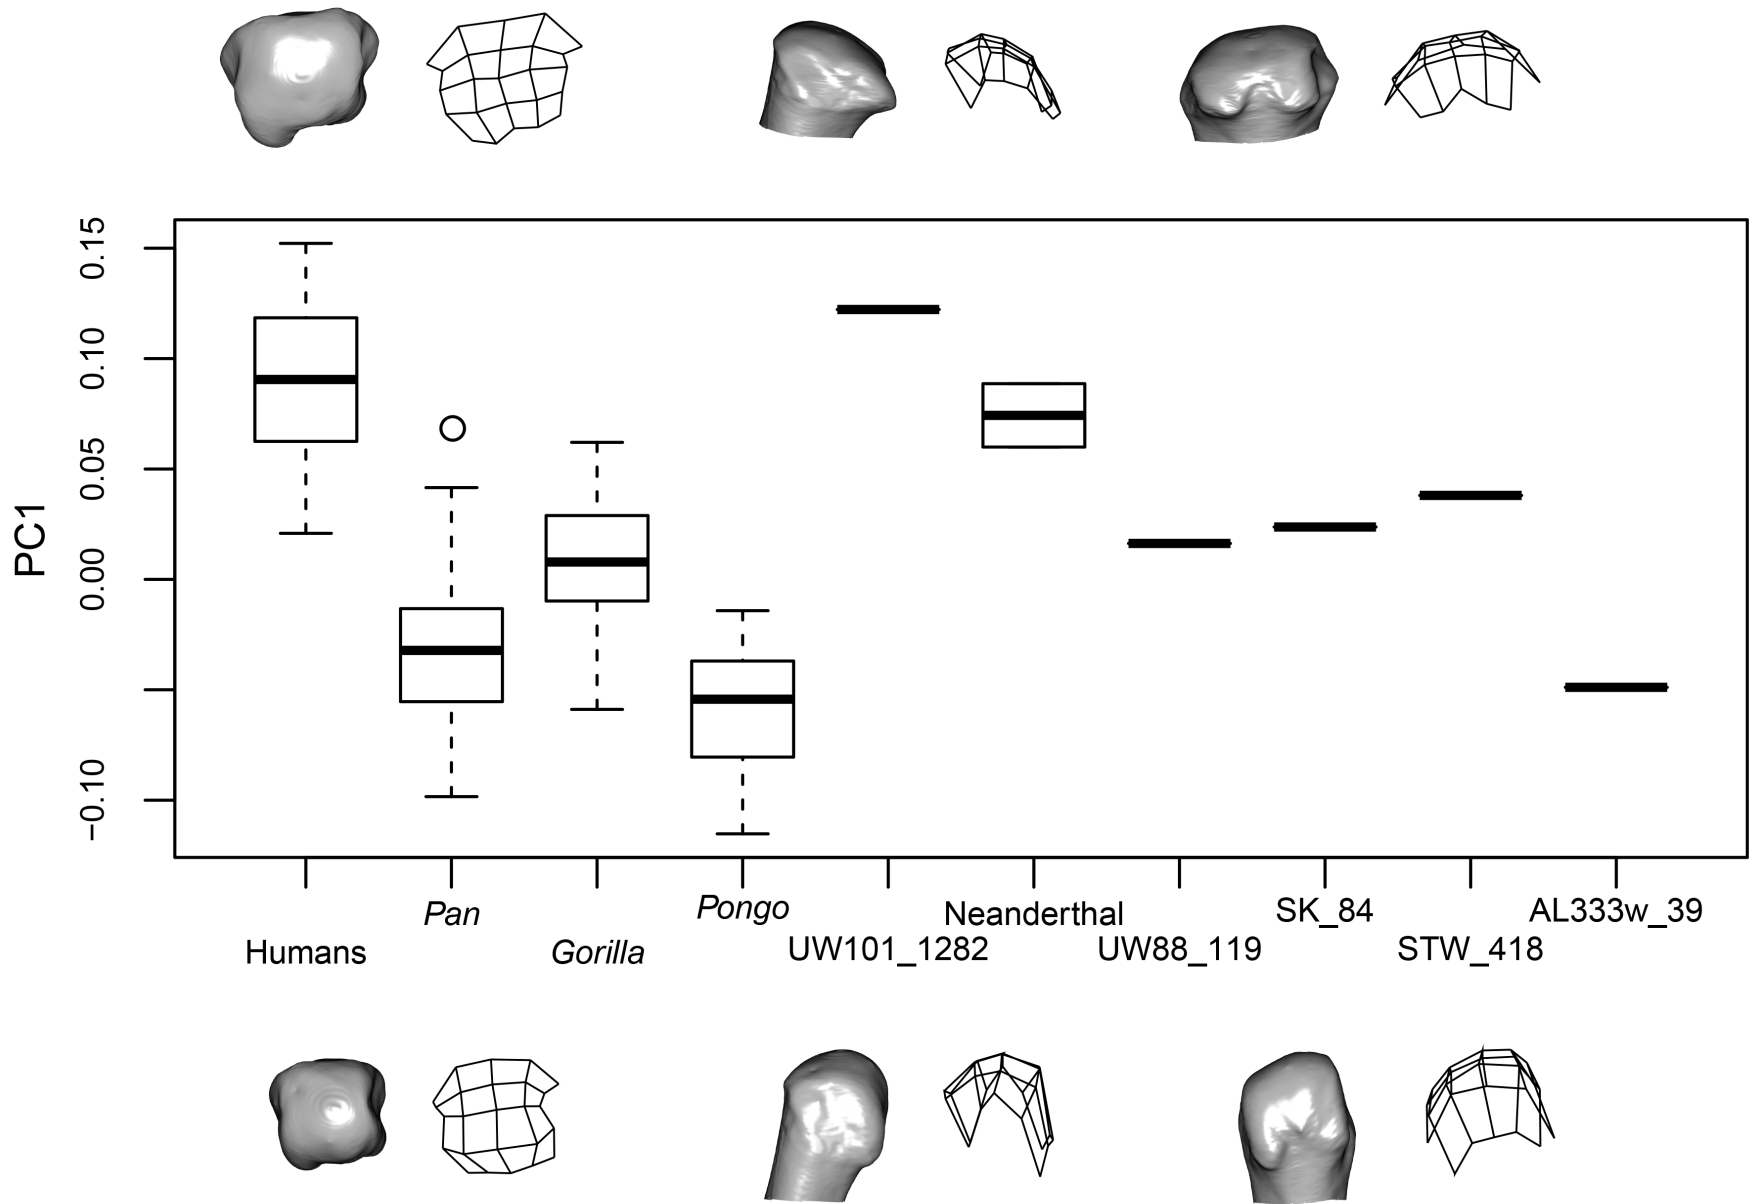 0.15
0.10
0.05
0.00
−0.10
PC1
Pan
Pongo
Neanderthal
SK_84
AL333w_39
Humans
Gorilla
UW101_1282
UW88_119
STW_418